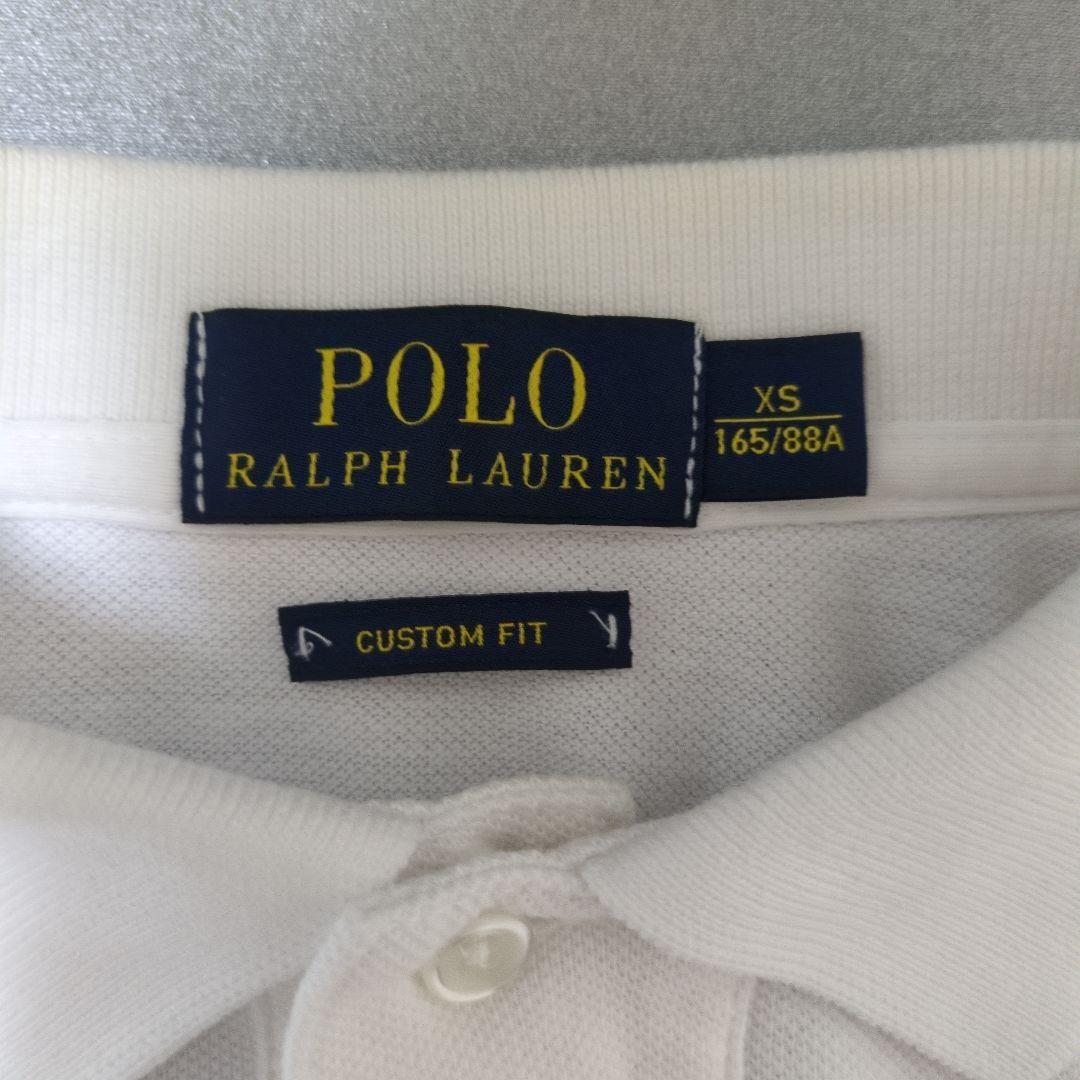 POLO
RALPH LAUREN
XS
165/88A
CUSTOM FIT